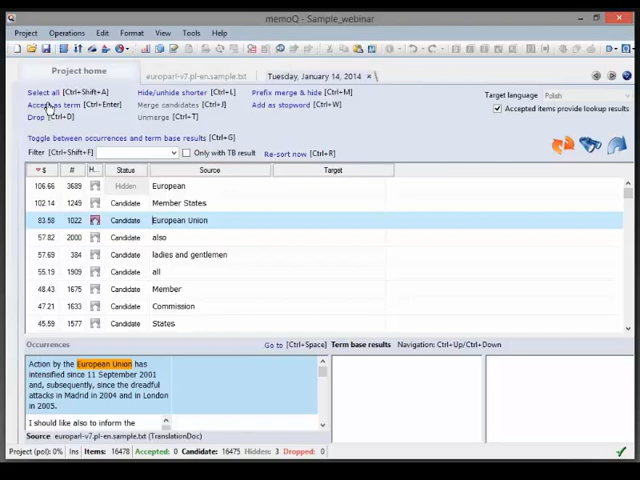 memoQ - Sample_webinar
Project Operations Edit Format View Tools Help
Project home
europarl-v7.pl-en.sample.txt
Tuesday, January 14, 2014
Select all [Ctrl+Shift+A]
Hide/unhide shorter [Ctrl+L]
Prefix merge & hide [Ctrl+M]
Target language Polish
Accept as term [Ctrl+Enter]
Merge candidates [Ctrl+J]
Add as stopword [Ctrl+W]
Accepted items provide lookup results
Drop [Ctrl+D]
Unmerge [Ctrl+T]
Toggle between occurrences and term base results [Ctrl+G]
Filter [Ctrl+Shift+F] Only with TB result Re-sort now [Ctrl+R]
$ # H... Status Source Target
106.66 3689 Hidden European
102.14 1249 Candidate Member States
83.58 1022 Candidate European Union
57.82 2000 Candidate also
57.69 384 Candidate ladies and gentlemen
55.19 1909 Candidate all
48.43 1675 Candidate Member
47.21 1633 Candidate Commission
45.59 1577 Candidate States
Occurrences Go to [Ctrl+Space] Term base results Navigation: Ctrl+Up/Ctrl+Down
Action by the European Union has
intensified since 11 September 2001
and, subsequently, since the dreadful
attacks in Madrid in 2004 and in London
in 2005.
I should like also to inform the
Source europarl-v7.pl-en.sample.txt (TranslationDoc)
Project (pol): 0% Ins Items: 16478 Accepted: 0 Candidate: 16475 Hidden: 3 Dropped: 0